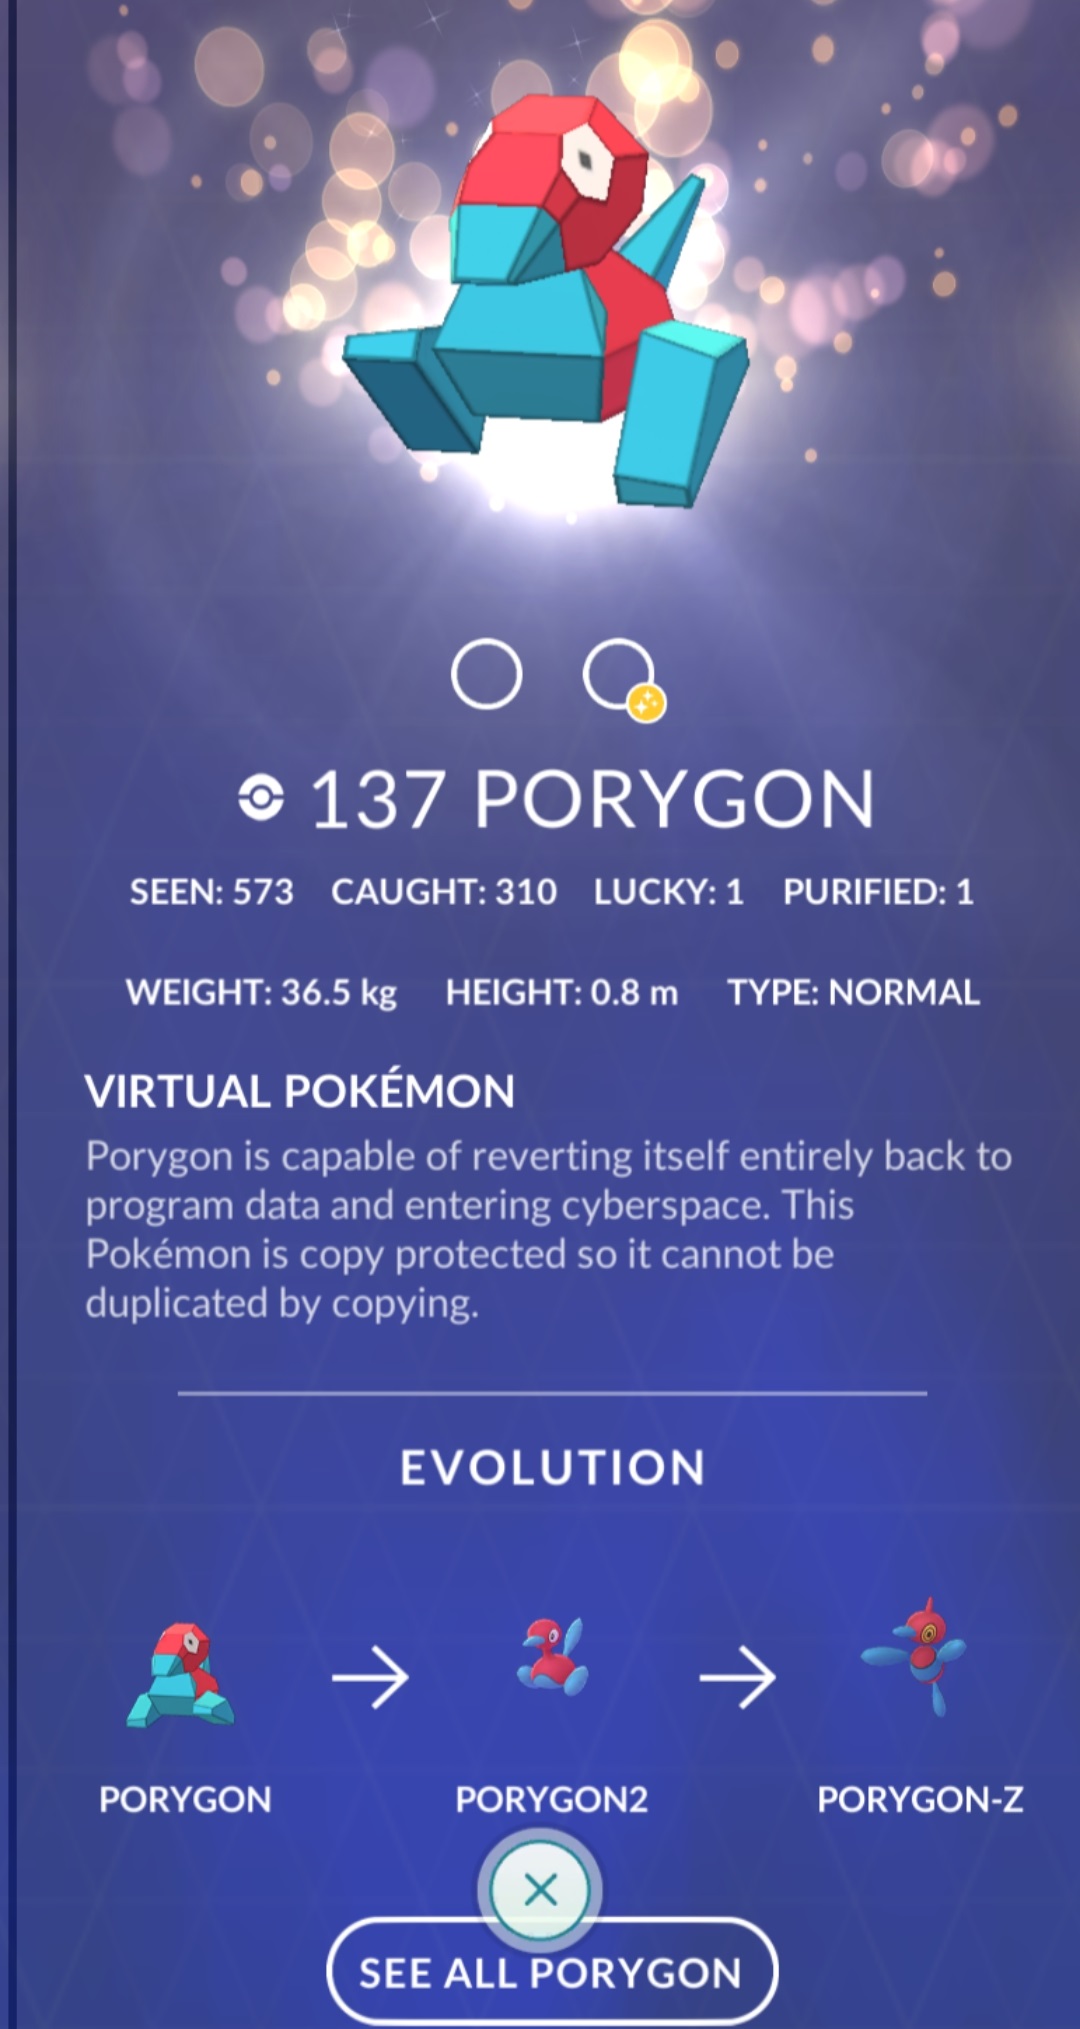 137 PORYGON
SEEN: 573 CAUGHT: 310 LUCKY: 1 PURIFIED: 1
WEIGHT: 36.5 kg HEIGHT: 0.8 m TYPE: NORMAL
VIRTUAL POKÉMON
Porygon is capable of reverting itself entirely back to
program data and entering cyberspace. This
Pokémon is copy protected so it cannot be
duplicated by copying.
EVOLUTION
PORYGON PORYGON2 PORYGON-Z
SEE ALL PORYGON